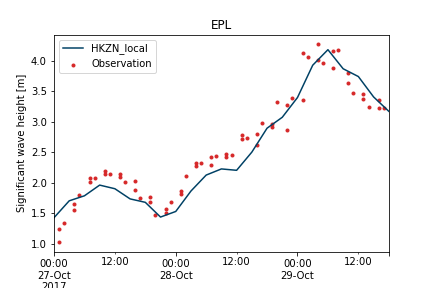 EPL
HKZN_local
Observation
Significant wave height [m]
4.0
3.5
3.0
2.5
2.0
1.5
1.0
00:00 12:00 00:00 12:00 00:00 12:00
27-Oct 28-Oct 29-Oct
2017